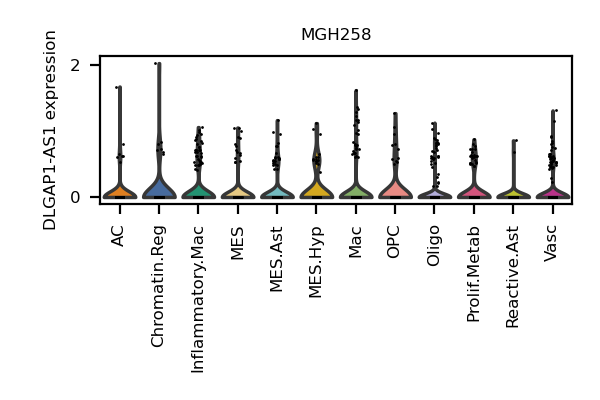 MGH258
DLGAP1-AS1 expression
2
0
AC
Chromatin.Reg
Inflammatory.Mac
MES
MES.Ast
MES.Hyp
Mac
OPC
Oligo
Prolif.Metab
Reactive.Ast
Vasc